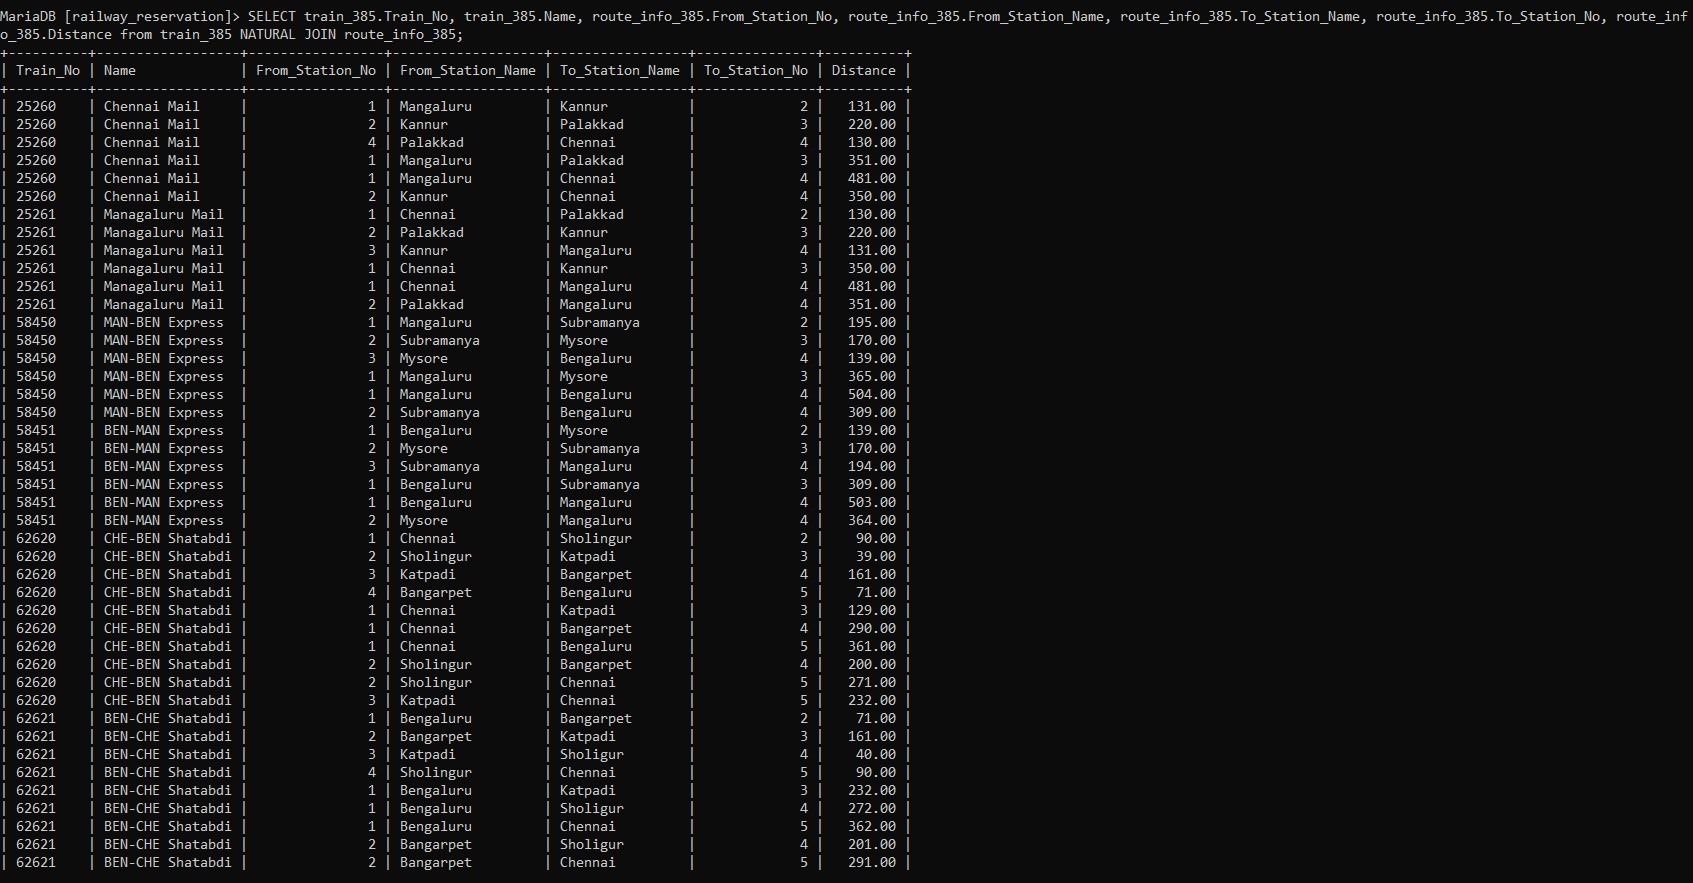 MariaDB [railway_reservation]> SELECT train_385.Train_No, train_385.Name, route_info_385.From_Station_No, route_info_385.From_Station_Name, route_info_385.To_Station_Name, route_info_385.To_Station_No, route_inf
o_385.Distance from train_385 NATURAL JOIN route_info_385;
+----------+------------------+-----------------+-------------------+-----------------+---------------+----------+
| Train_No | Name             | From_Station_No | From_Station_Name | To_Station_Name | To_Station_No | Distance |
+----------+------------------+-----------------+-------------------+-----------------+---------------+----------+
| 25260    | Chennai Mail     |               1 | Mangaluru         | Kannur          |             2 |   131.00 |
| 25260    | Chennai Mail     |               2 | Kannur            | Palakkad        |             3 |   220.00 |
| 25260    | Chennai Mail     |               4 | Palakkad          | Chennai         |             4 |   130.00 |
| 25260    | Chennai Mail     |               1 | Mangaluru         | Palakkad        |             3 |   351.00 |
| 25260    | Chennai Mail     |               1 | Mangaluru         | Chennai         |             4 |   481.00 |
| 25260    | Chennai Mail     |               2 | Kannur            | Chennai         |             4 |   350.00 |
| 25261    | Managaluru Mail  |               1 | Chennai           | Palakkad        |             2 |   130.00 |
| 25261    | Managaluru Mail  |               2 | Palakkad          | Kannur          |             3 |   220.00 |
| 25261    | Managaluru Mail  |               3 | Kannur            | Mangaluru       |             4 |   131.00 |
| 25261    | Managaluru Mail  |               1 | Chennai           | Kannur          |             3 |   350.00 |
| 25261    | Managaluru Mail  |               1 | Chennai           | Mangaluru       |             4 |   481.00 |
| 25261    | Managaluru Mail  |               2 | Palakkad          | Mangaluru       |             4 |   351.00 |
| 58450    | MAN-BEN Express  |               1 | Mangaluru         | Subramanya      |             2 |   195.00 |
| 58450    | MAN-BEN Express  |               2 | Subramanya        | Mysore          |             3 |   170.00 |
| 58450    | MAN-BEN Express  |               3 | Mysore            | Bengaluru       |             4 |   139.00 |
| 58450    | MAN-BEN Express  |               1 | Mangaluru         | Mysore          |             3 |   365.00 |
| 58450    | MAN-BEN Express  |               1 | Mangaluru         | Bengaluru       |             4 |   504.00 |
| 58450    | MAN-BEN Express  |               2 | Subramanya        | Bengaluru       |             4 |   309.00 |
| 58451    | BEN-MAN Express  |               1 | Bengaluru         | Mysore          |             2 |   139.00 |
| 58451    | BEN-MAN Express  |               2 | Mysore            | Subramanya      |             3 |   170.00 |
| 58451    | BEN-MAN Express  |               3 | Subramanya        | Mangaluru       |             4 |   194.00 |
| 58451    | BEN-MAN Express  |               1 | Bengaluru         | Subramanya      |             3 |   309.00 |
| 58451    | BEN-MAN Express  |               1 | Bengaluru         | Mangaluru       |             4 |   503.00 |
| 58451    | BEN-MAN Express  |               2 | Mysore            | Mangaluru       |             4 |   364.00 |
| 62620    | CHE-BEN Shatabdi |               1 | Chennai           | Sholingur       |             2 |    90.00 |
| 62620    | CHE-BEN Shatabdi |               2 | Sholingur         | Katpadi         |             3 |    39.00 |
| 62620    | CHE-BEN Shatabdi |               3 | Katpadi           | Bangarpet       |             4 |   161.00 |
| 62620    | CHE-BEN Shatabdi |               4 | Bangarpet         | Bengaluru       |             5 |    71.00 |
| 62620    | CHE-BEN Shatabdi |               1 | Chennai           | Katpadi         |             3 |   129.00 |
| 62620    | CHE-BEN Shatabdi |               1 | Chennai           | Bangarpet       |             4 |   290.00 |
| 62620    | CHE-BEN Shatabdi |               1 | Chennai           | Bengaluru       |             5 |   361.00 |
| 62620    | CHE-BEN Shatabdi |               2 | Sholingur         | Bangarpet       |             4 |   200.00 |
| 62620    | CHE-BEN Shatabdi |               2 | Sholingur         | Chennai         |             5 |   271.00 |
| 62620    | CHE-BEN Shatabdi |               3 | Katpadi           | Chennai         |             5 |   232.00 |
| 62621    | BEN-CHE Shatabdi |               1 | Bengaluru         | Bangarpet       |             2 |    71.00 |
| 62621    | BEN-CHE Shatabdi |               2 | Bangarpet         | Katpadi         |             3 |   161.00 |
| 62621    | BEN-CHE Shatabdi |               3 | Katpadi           | Sholigur        |             4 |    40.00 |
| 62621    | BEN-CHE Shatabdi |               4 | Sholingur         | Chennai         |             5 |    90.00 |
| 62621    | BEN-CHE Shatabdi |               1 | Bengaluru         | Katpadi         |             3 |   232.00 |
| 62621    | BEN-CHE Shatabdi |               1 | Bengaluru         | Sholigur        |             4 |   272.00 |
| 62621    | BEN-CHE Shatabdi |               1 | Bengaluru         | Chennai         |             5 |   362.00 |
| 62621    | BEN-CHE Shatabdi |               2 | Bangarpet         | Sholigur        |             4 |   201.00 |
| 62621    | BEN-CHE Shatabdi |               2 | Bangarpet         | Chennai         |             5 |   291.00 |